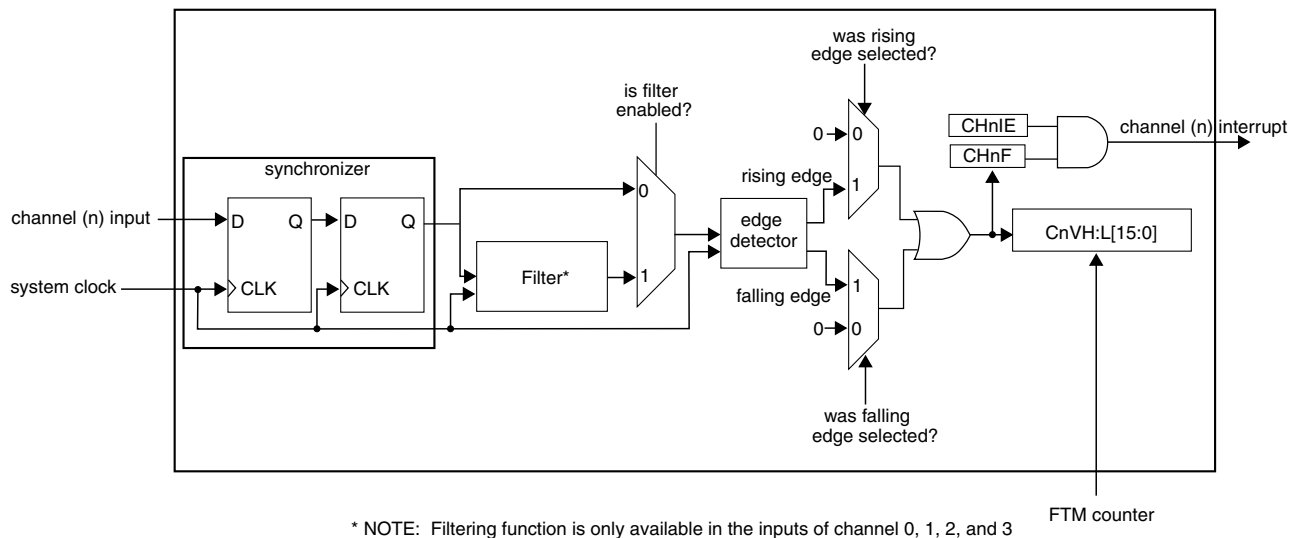 was rising
edge selected?
is filter
enabled?
0
0
CHnIE
channel (n) interrupt
CHnF
synchronizer
rising edge
1
0
channel (n) input
D
Q
D
Q
edge
detector
CnVH:L[15:0]
Filter*
1
system clock
CLK
CLK
falling edge
1
0
0
was falling
edge selected?
FTM counter
* NOTE: Filtering function is only available in the inputs of channel 0, 1, 2, and 3